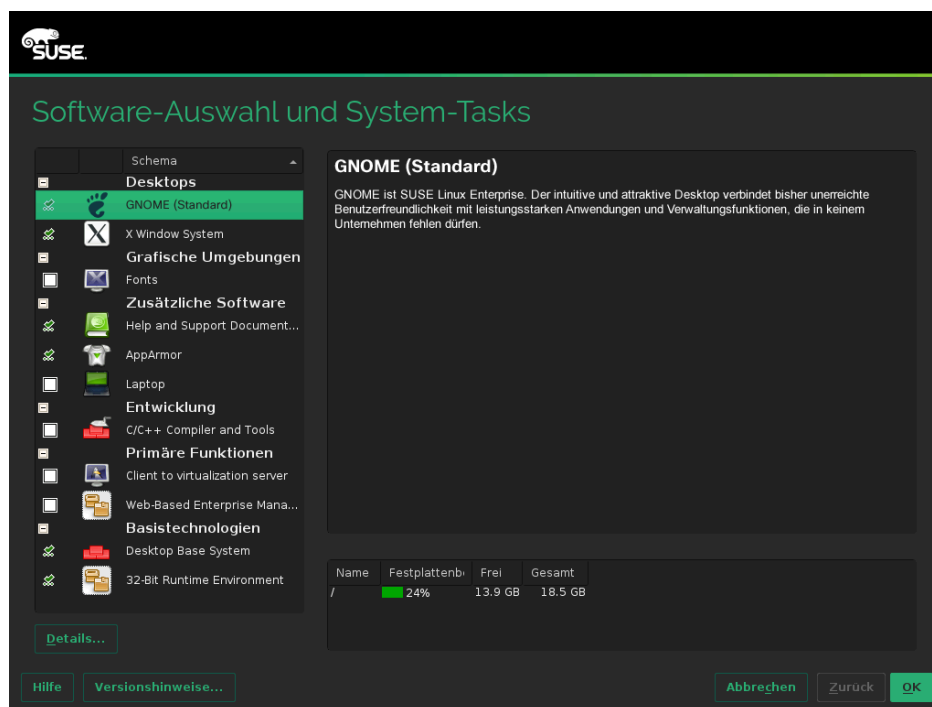 SUSE.
Software-Auswahl und System-Tasks
Schema
Desktops
GNOME (Standard)
X Window System
Grafische Umgebungen
Fonts
Zusätzliche Software
Help and Support Document...
AppArmor
Laptop
Entwicklung
C/C++ Compiler and Tools
Primäre Funktionen
Client to virtualization server
Web-Based Enterprise Mana...
Basistechnologien
Desktop Base System
32-Bit Runtime Environment
Details...
GNOME (Standard)
GNOME ist SUSE Linux Enterprise. Der intuitive und attraktive Desktop verbindet bisher unerreichte
Benutzerfreundlichkeit mit leistungsstarken Anwendungen und Verwaltungsfunktionen, die in keinem
Unternehmen fehlen dürfen.
Name Festplattenb Frei Gesamt
/ 24% 13.9 GB 18.5 GB
Hilfe Versionshinweise... Abbrechen Zurück OK